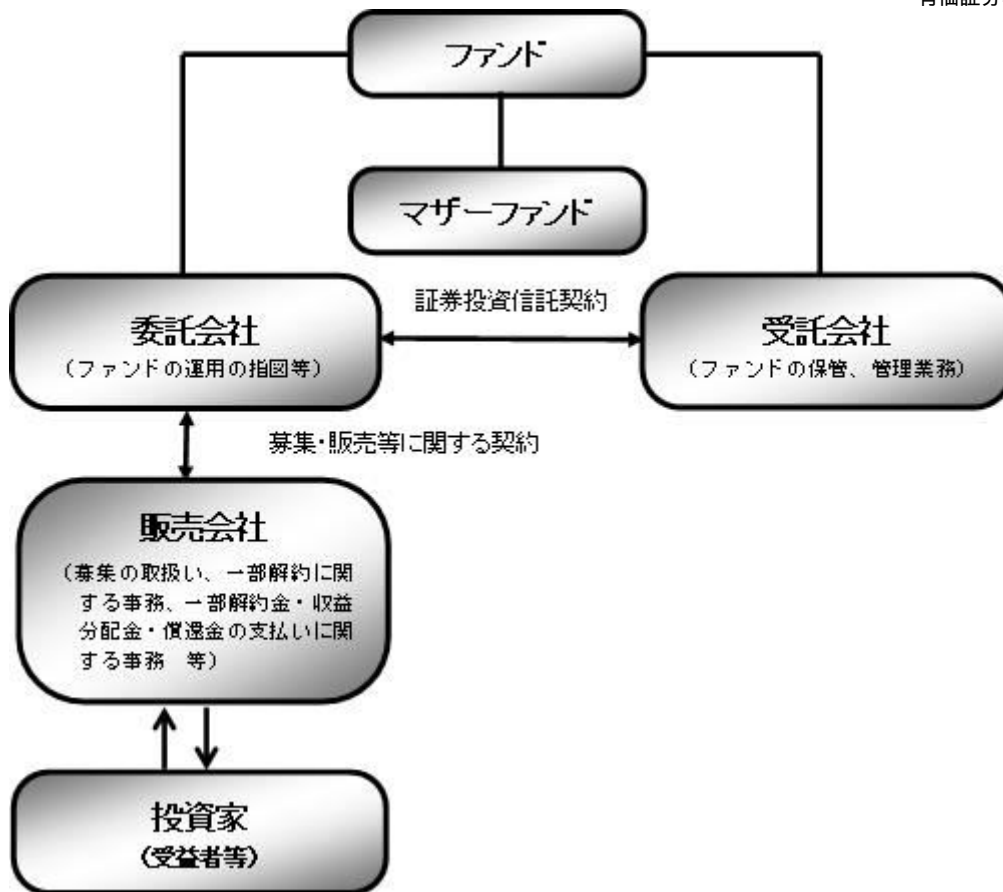 ファンド
マザーファンド
証券投資信託契約
委託会社
(ファンドの運用の指図等)
受託会社
(ファンドの保管、管理業務)
募集・販売等に関する契約
販売会社
(募集の取扱い、一部解約に関
する事務、一部解約金・収益
分配金・償還金の支払いに関
する事務 等)
投資家
(受益者等)